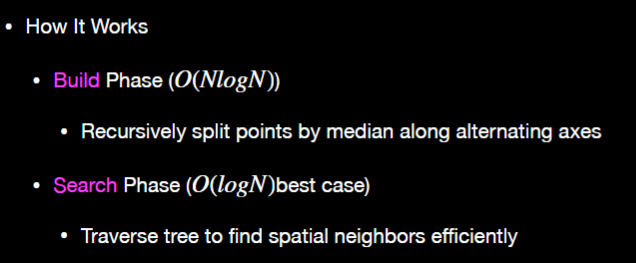 • How It Works
• Build Phase (O(NlogN))
• Recursively split points by median along alternating axes
• Search Phase (O(logN)best case)
• Traverse tree to find spatial neighbors efficiently